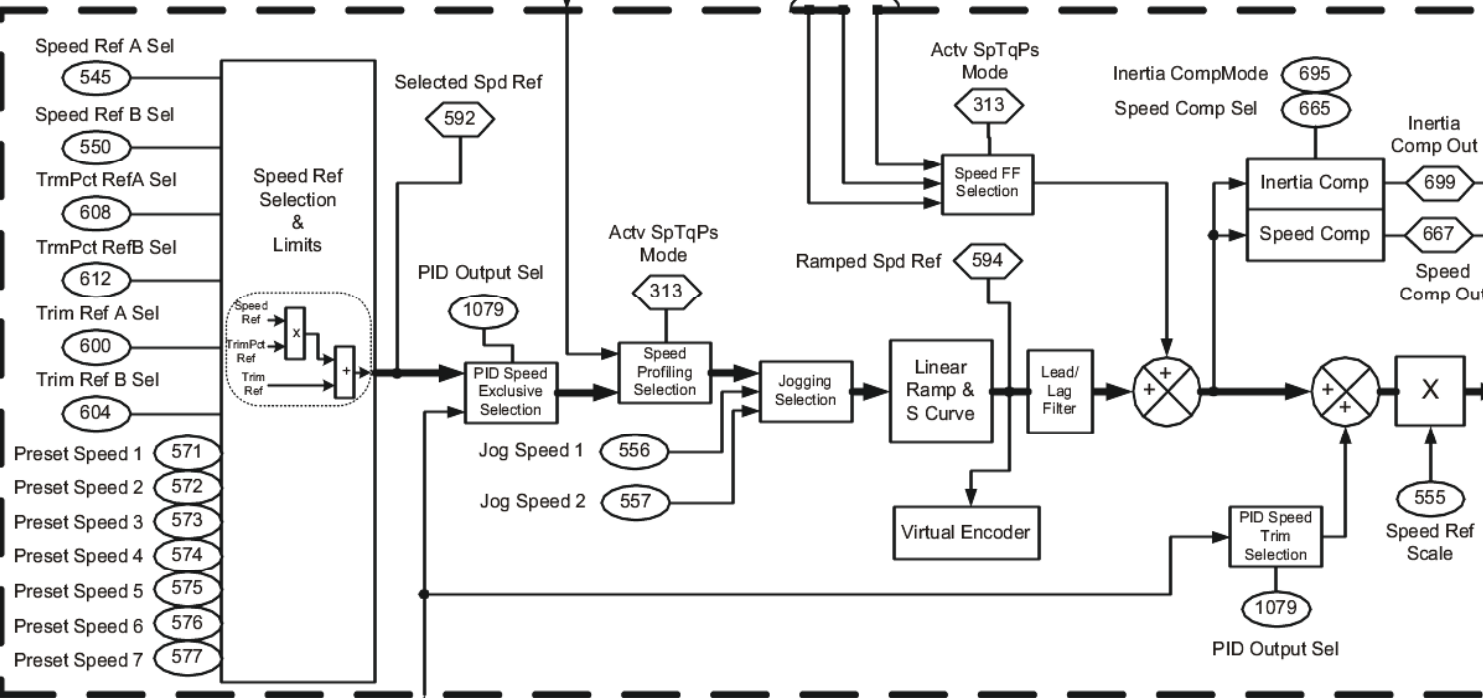 Speed Ref A Sel
545
Speed Ref B Sel
550
TrmPct RefA Sel
608
TrmPct RefB Sel
612
Trim Ref A Sel
600
Trim Ref B Sel
604
Preset Speed 1
571
Preset Speed 2
572
Preset Speed 3
573
Preset Speed 4
574
Preset Speed 5
575
Preset Speed 6
576
Preset Speed 7
577
Speed Ref
Selection
&
Limits
Speed
Ref
TrimPct
Ref
Trim
Ref
x
+
Selected Spd Ref
592
PID Output Sel
1079
PID Speed
Exclusive
Selection
Actv SpTqPs
Mode
313
Speed
Profiling
Selection
Jog Speed 1
556
Jog Speed 2
557
Jogging
Selection
Ramped Spd Ref
594
Linear
Ramp &
S Curve
Virtual Encoder
Lead/
Lag
Filter
Actv SpTqPs
Mode
313
Speed FF
Selection
+
+
Inertia CompMode
695
Speed Comp Sel
665
Inertia Comp
Speed Comp
Inertia
Comp Out
699
667
Speed
Comp Out
+
+
X
555
Speed Ref
Scale
PID Speed
Trim
Selection
1079
PID Output Sel